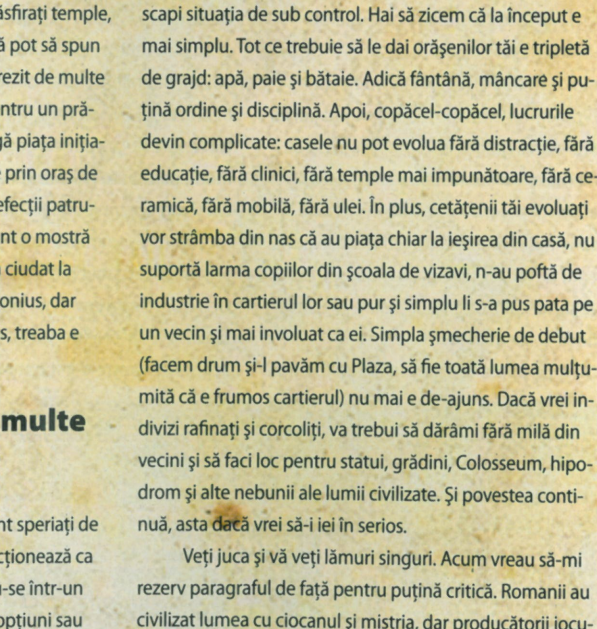 ăsfirați temple,
ă pot să spun
rezit de multe
ntru un pră-
gă piața iniția-
prin oraș de
efecții patru-
nt o mostră
ciudat la
onius, dar
s, treaba e
multe
nt speriați de
cționează ca
-se într-un
opțiuni sau
scapi situația de sub control. Hai să zicem că la început e
mai simplu. Tot ce trebuie să le dai orășenilor tăi e tripletă
de grajd: apă, paie și bătaie. Adică fântână, mâncare și pu-
țină ordine și disciplină. Apoi, copăcel-copăcel, lucrurile
devin complicate: casele nu pot evolua fără distracție, fără
educație, fără clinici, fără temple mai impunătoare, fără ce-
ramică, fără mobilă, fără ulei. În plus, cetățenii tăi evoluați
vor strâmba din nas că au piața chiar la ieșirea din casă, nu
suportă larma copiilor din școala de vizavi, n-au poftă de
industrie în cartierul lor sau pur și simplu li s-a pus pata pe
un vecin și mai involuat ca ei. Simpla șmecherie de debut
(facem drum și-l pavăm cu Plaza, să fie toată lumea mulțu-
mită că e frumos cartierul) nu mai e de-ajuns. Dacă vrei in-
divizi rafinați și corcoliți, va trebui să dărâmi fără milă din
vecini și să faci loc pentru statui, grădini, Colosseum, hipo-
drom și alte nebunii ale lumii civilizate. Și povestea conti-
nuă, asta dacă vrei să-i iei în serios.
Veți juca și vă veți lămuri singuri. Acum vreau să-mi
rezerv paragraful de față pentru puțină critică. Romanii au
civilizat lumea cu ciocanul și mistria, dar producătorii jocu-